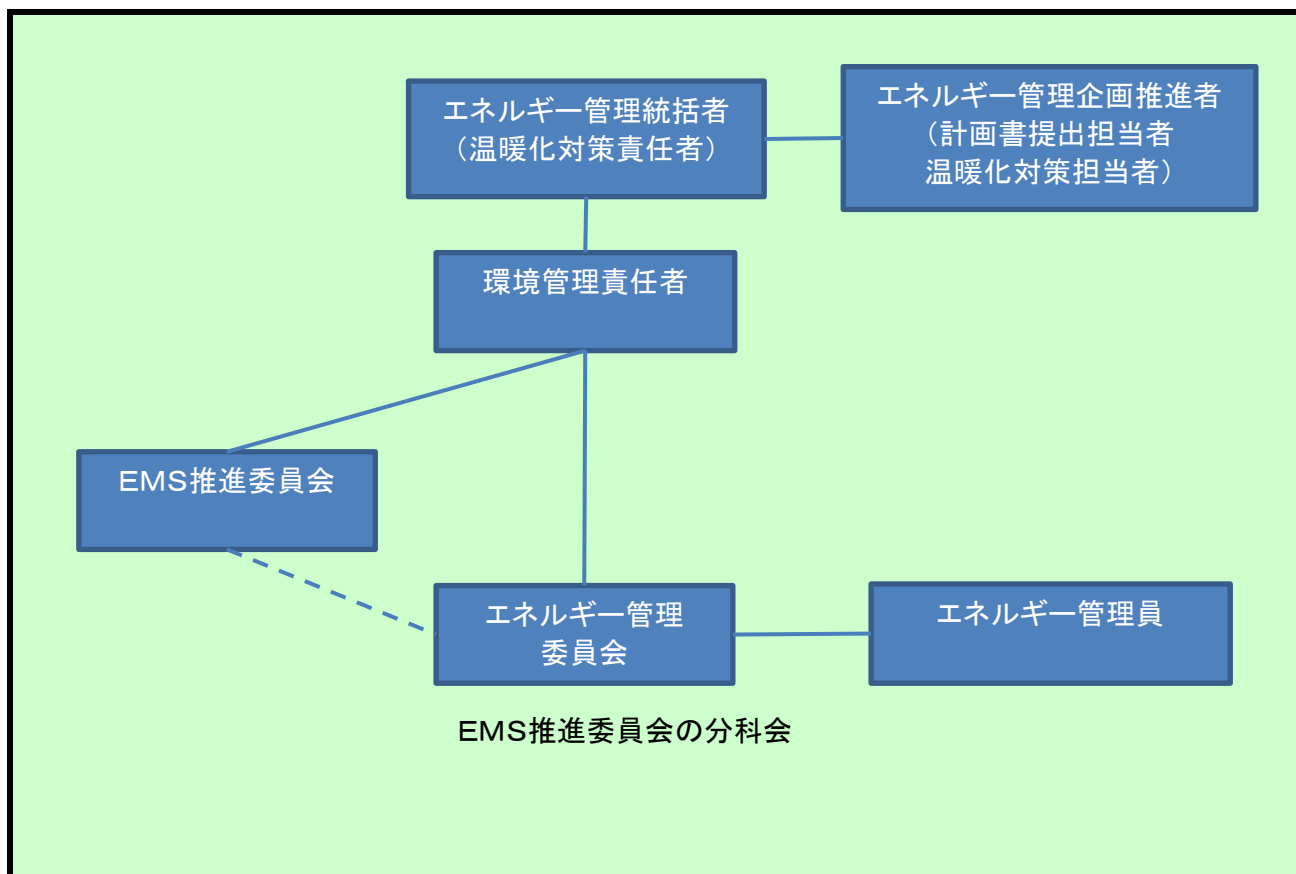 エネルギー管理統括者
（温暖化対策責任者）
エネルギー管理企画推進者
（計画書提出担当者
温暖化対策担当者）
環境管理責任者
ＥＭＳ推進委員会
エネルギー管理
委員会
エネルギー管理員
ＥＭＳ推進委員会の分科会